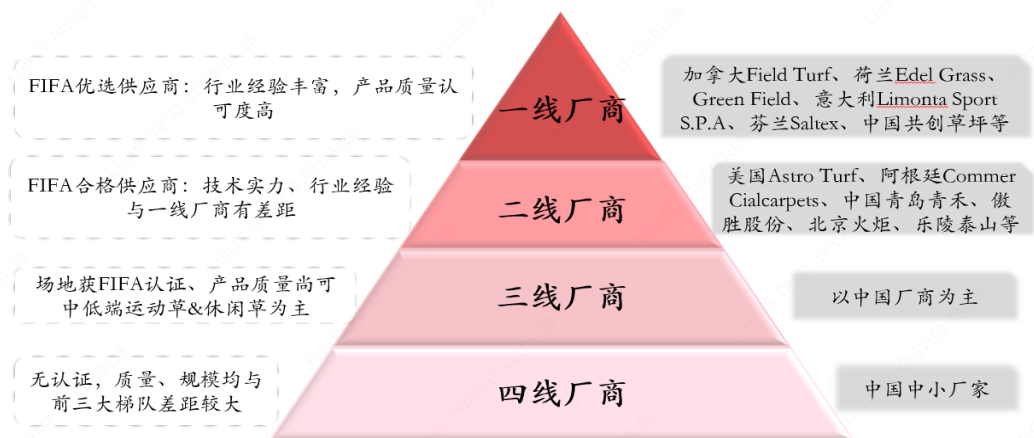 FIFA优选供应商：行业经验丰富，产品质量认
可度高
一线厂商
加拿大Field Turf、荷兰Edel Grass、
Green Field、意大利Limonta Sport
S.P.A、芬兰Saltex、中国共创草坪等
FIFA合格供应商：技术实力、行业经验
与一线厂商有差距
二线厂商
美国Astro Turf、阿根廷Commer
Cialcarpets、中国青岛青禾、傲
胜股份、北京火炬、乐陵泰山等
场地获FIFA认证、产品质量尚可
中低端运动草&休闲草为主
三线厂商
以中国厂商为主
无认证，质量、规模均与
前三大梯队差距较大
四线厂商
中国中小厂家